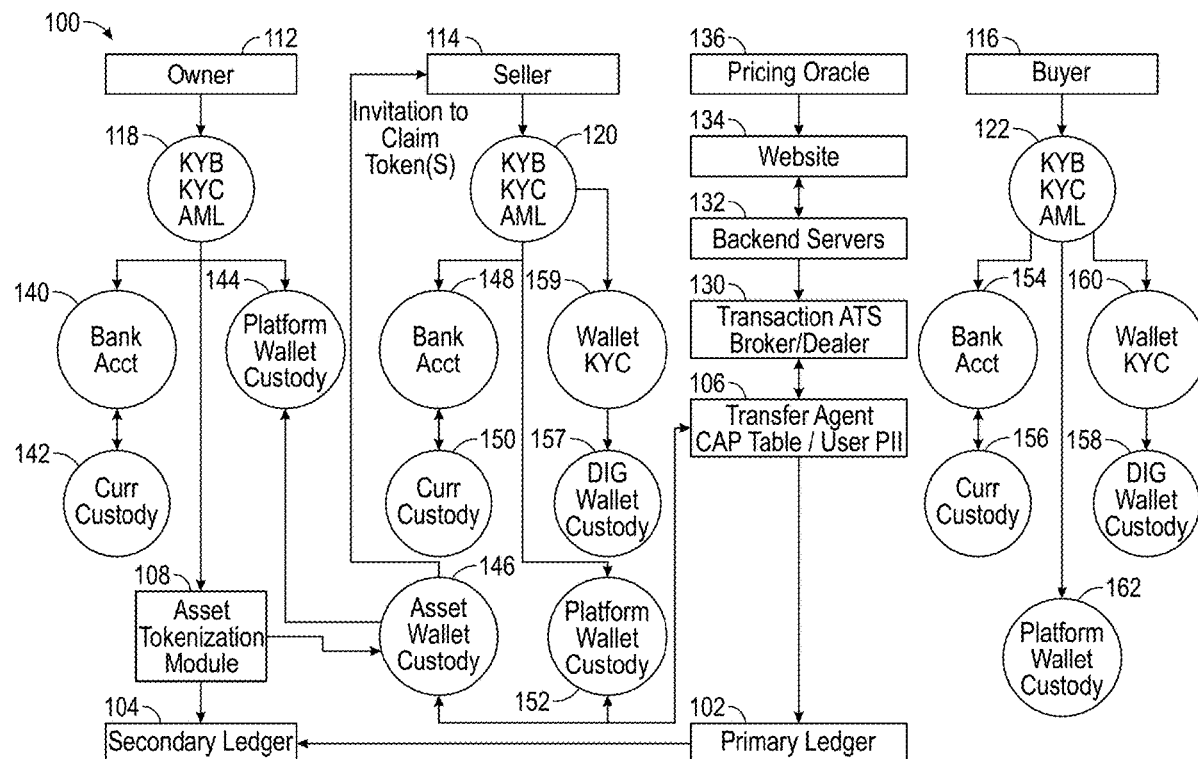 100
112
Owner
114
Seller
136
Pricing Oracle
116
Buyer
Invitation to
Claim
Token(S)
118
KYB
KYC
AML
120
KYB
KYC
AML
134
Website
122
KYB
KYC
AML
132
Backend Servers
140
Bank
Acct
144
Platform
Wallet
Custody
148
Bank
Acct
159
Wallet
KYC
130
Transaction ATS
Broker/Dealer
154
Bank
Acct
160
Wallet
KYC
106
Transfer Agent
CAP Table / User PII
142
Curr
Custody
150
Curr
Custody
157
DIG
Wallet
Custody
156
Curr
Custody
158
DIG
Wallet
Custody
108
Asset
Tokenization
Module
146
Asset
Wallet
Custody
Platform
Wallet
Custody
152
162
Platform
Wallet
Custody
104
Secondary Ledger
102
Primary Ledger